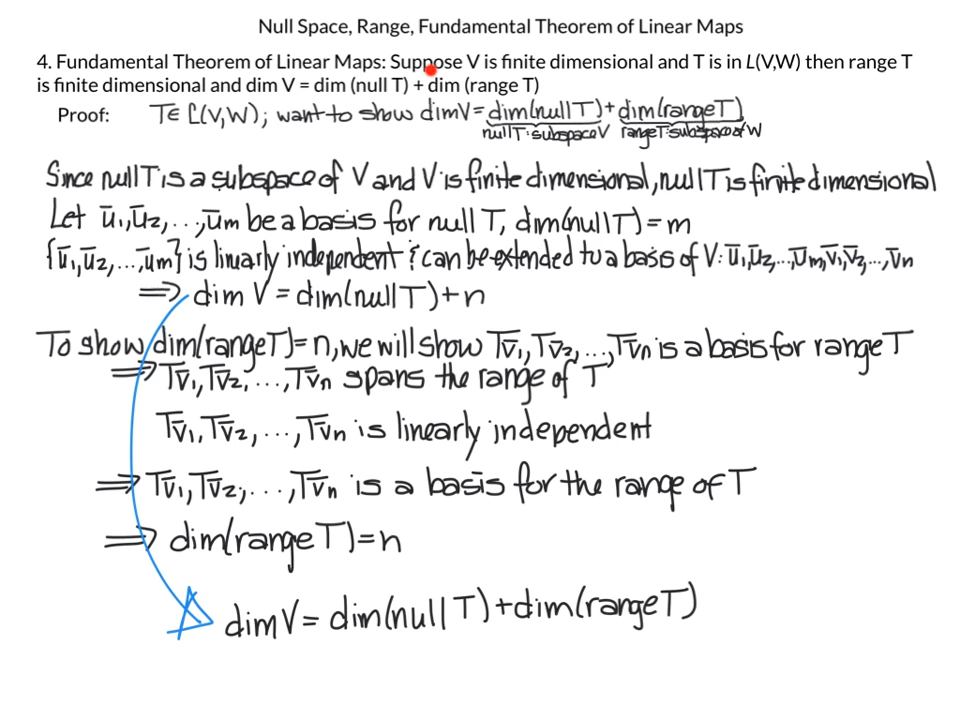 Null Space, Range, Fundamental Theorem of Linear Maps
4. Fundamental Theorem of Linear Maps: Suppose V is finite dimensional and T is in L(V,W) then range T
is finite dimensional and dim V = dim (null T) + dim (range T)
Proof: T∈ L(V,W); want to show dimV=dim(nullT)+dim(rangeT)
nullT:subspaceV rangeT:subspaceofW
Since nullT is a subspace of V and V is finite dimensional, null T is finite dimensional
Let ū1,ū2,...,ūm be a basis for null T, dim(nullT)=m
{ū1,ū2,...,ūm} is linearly independent & can be extended to a basis of V: ū1,ū2,...,ūm,v̄1,v̄2,...,v̄n
⇒ dim V = dim(nullT)+n
To show dim(rangeT)=n, we will show Tv̄1,Tv̄2,...,Tv̄n is a basis for range T
⇒ Tv̄1,Tv̄2,...,Tv̄n spans the range of T
Tv̄1,Tv̄2,...,Tv̄n is linearly independent
⇒ Tv̄1,Tv̄2,...,Tv̄n is a basis for the range of T
⇒ dim(rangeT)=n
dimV= dim(null T)+dim(rangeT)